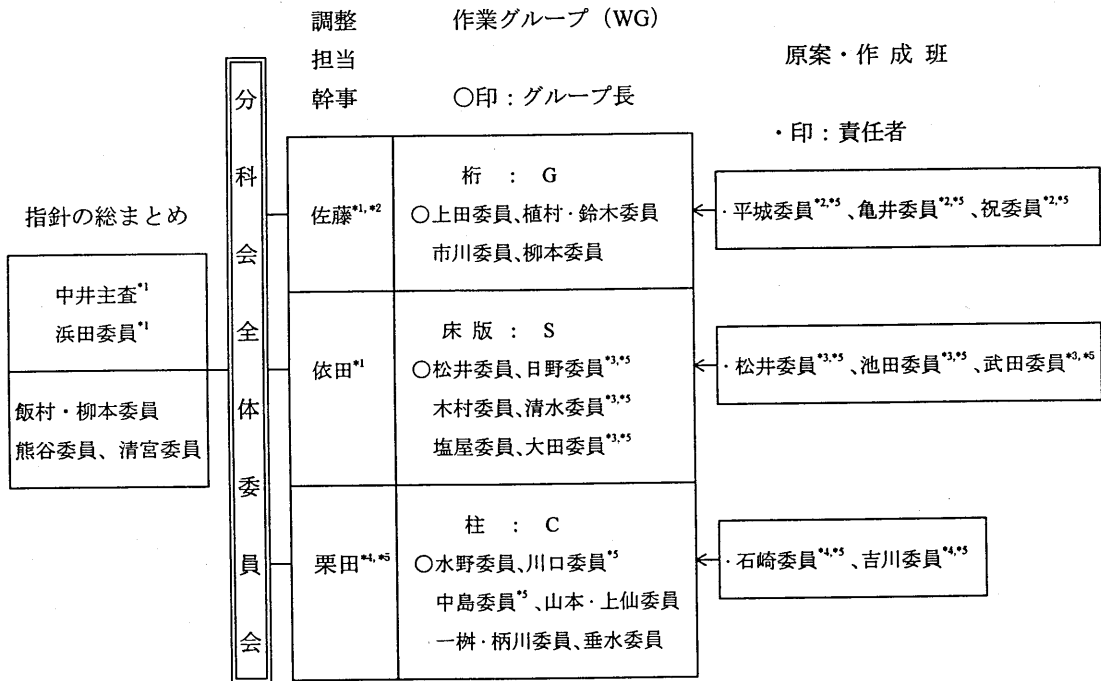 調整
担当
幹事
作業グループ (WG)
○印：グループ長
原案・作成班
・印：責任者
指針の総まとめ
中井主査*1
浜田委員*1
飯村・柳本委員
熊谷委員、清宮委員
分科会全体委員会
佐藤*1, *2
桁 ： G
○上田委員、植村・鈴木委員
市川委員、柳本委員
・平城委員*2,*5、亀井委員*2,*5、祝委員*2,*5
依田*1
床版：S
○松井委員、日野委員*3,*5
木村委員、清水委員*3,*5
塩屋委員、大田委員*3,*5
・松井委員*3,*5、池田委員*3,*5、武田委員*3,*5
栗田*4,*5
柱 ： C
○水野委員、川口委員*5
中島委員*5、山本・上仙委員
一桝・柄川委員、垂水委員
・石崎委員*4,*5、吉川委員*4,*5